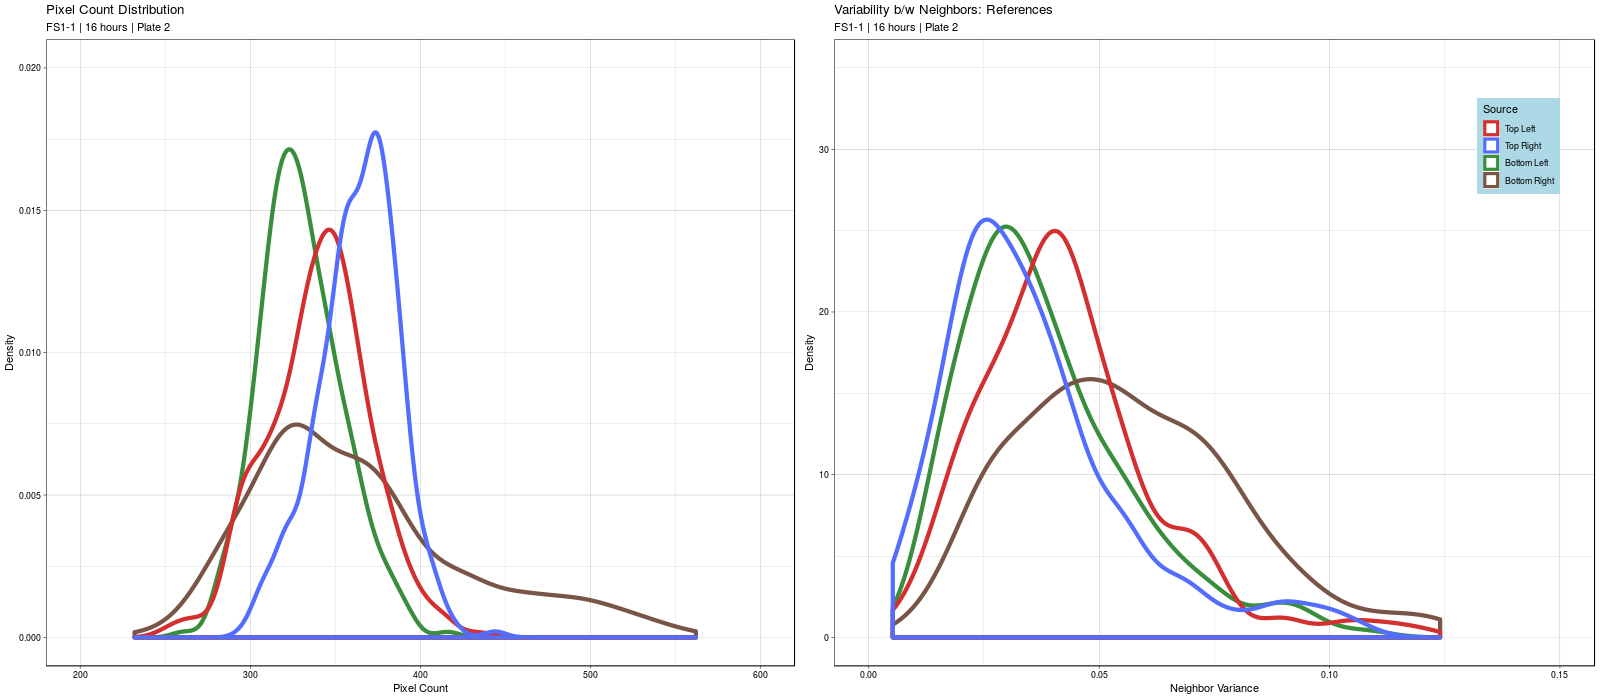 Pixel Count Distribution
FS1-1 | 16 hours | Plate 2
0.020
0.015
0.010
0.005
0.000
Density
200
300
400
500
600
Pixel Count
Variability b/w Neighbors: References
FS1-1 | 16 hours | Plate 2
30
20
10
0
Density
0.00
0.05
0.10
0.15
Neighbor Variance
Source
Top Left
Top Right
Bottom Left
Bottom Right